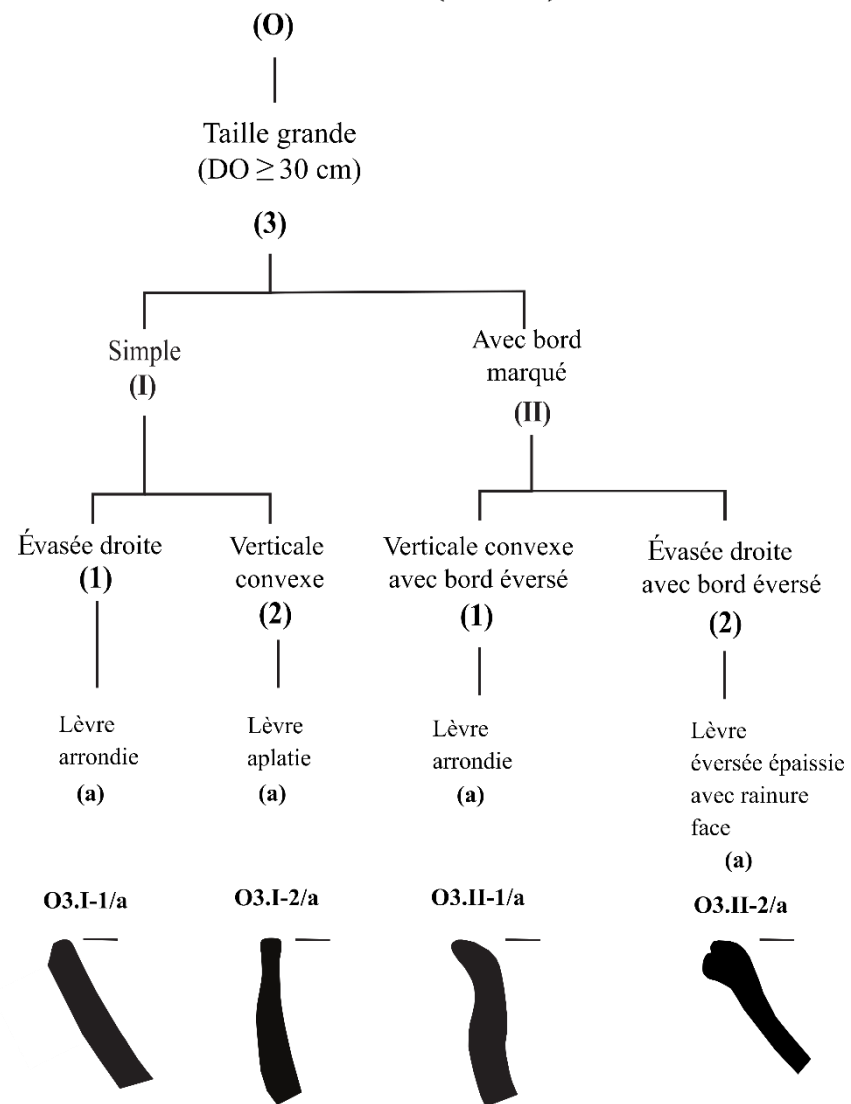 (O)
Taille grande
(DO ≥ 30 cm)
(3)
Simple
(I)
Avec bord
marqué
(II)
Évasée droite
(1)
Verticale
convexe
(2)
Verticale convexe
avec bord éversé
(1)
Évasée droite
avec bord éversé
(2)
Lèvre
arrondie
(a)
Lèvre
aplatie
(a)
Lèvre
arrondie
(a)
Lèvre
éversée épaissie
avec rainure
face
(a)
O3.I-1/a
O3.I-2/a
O3.II-1/a
O3.II-2/a